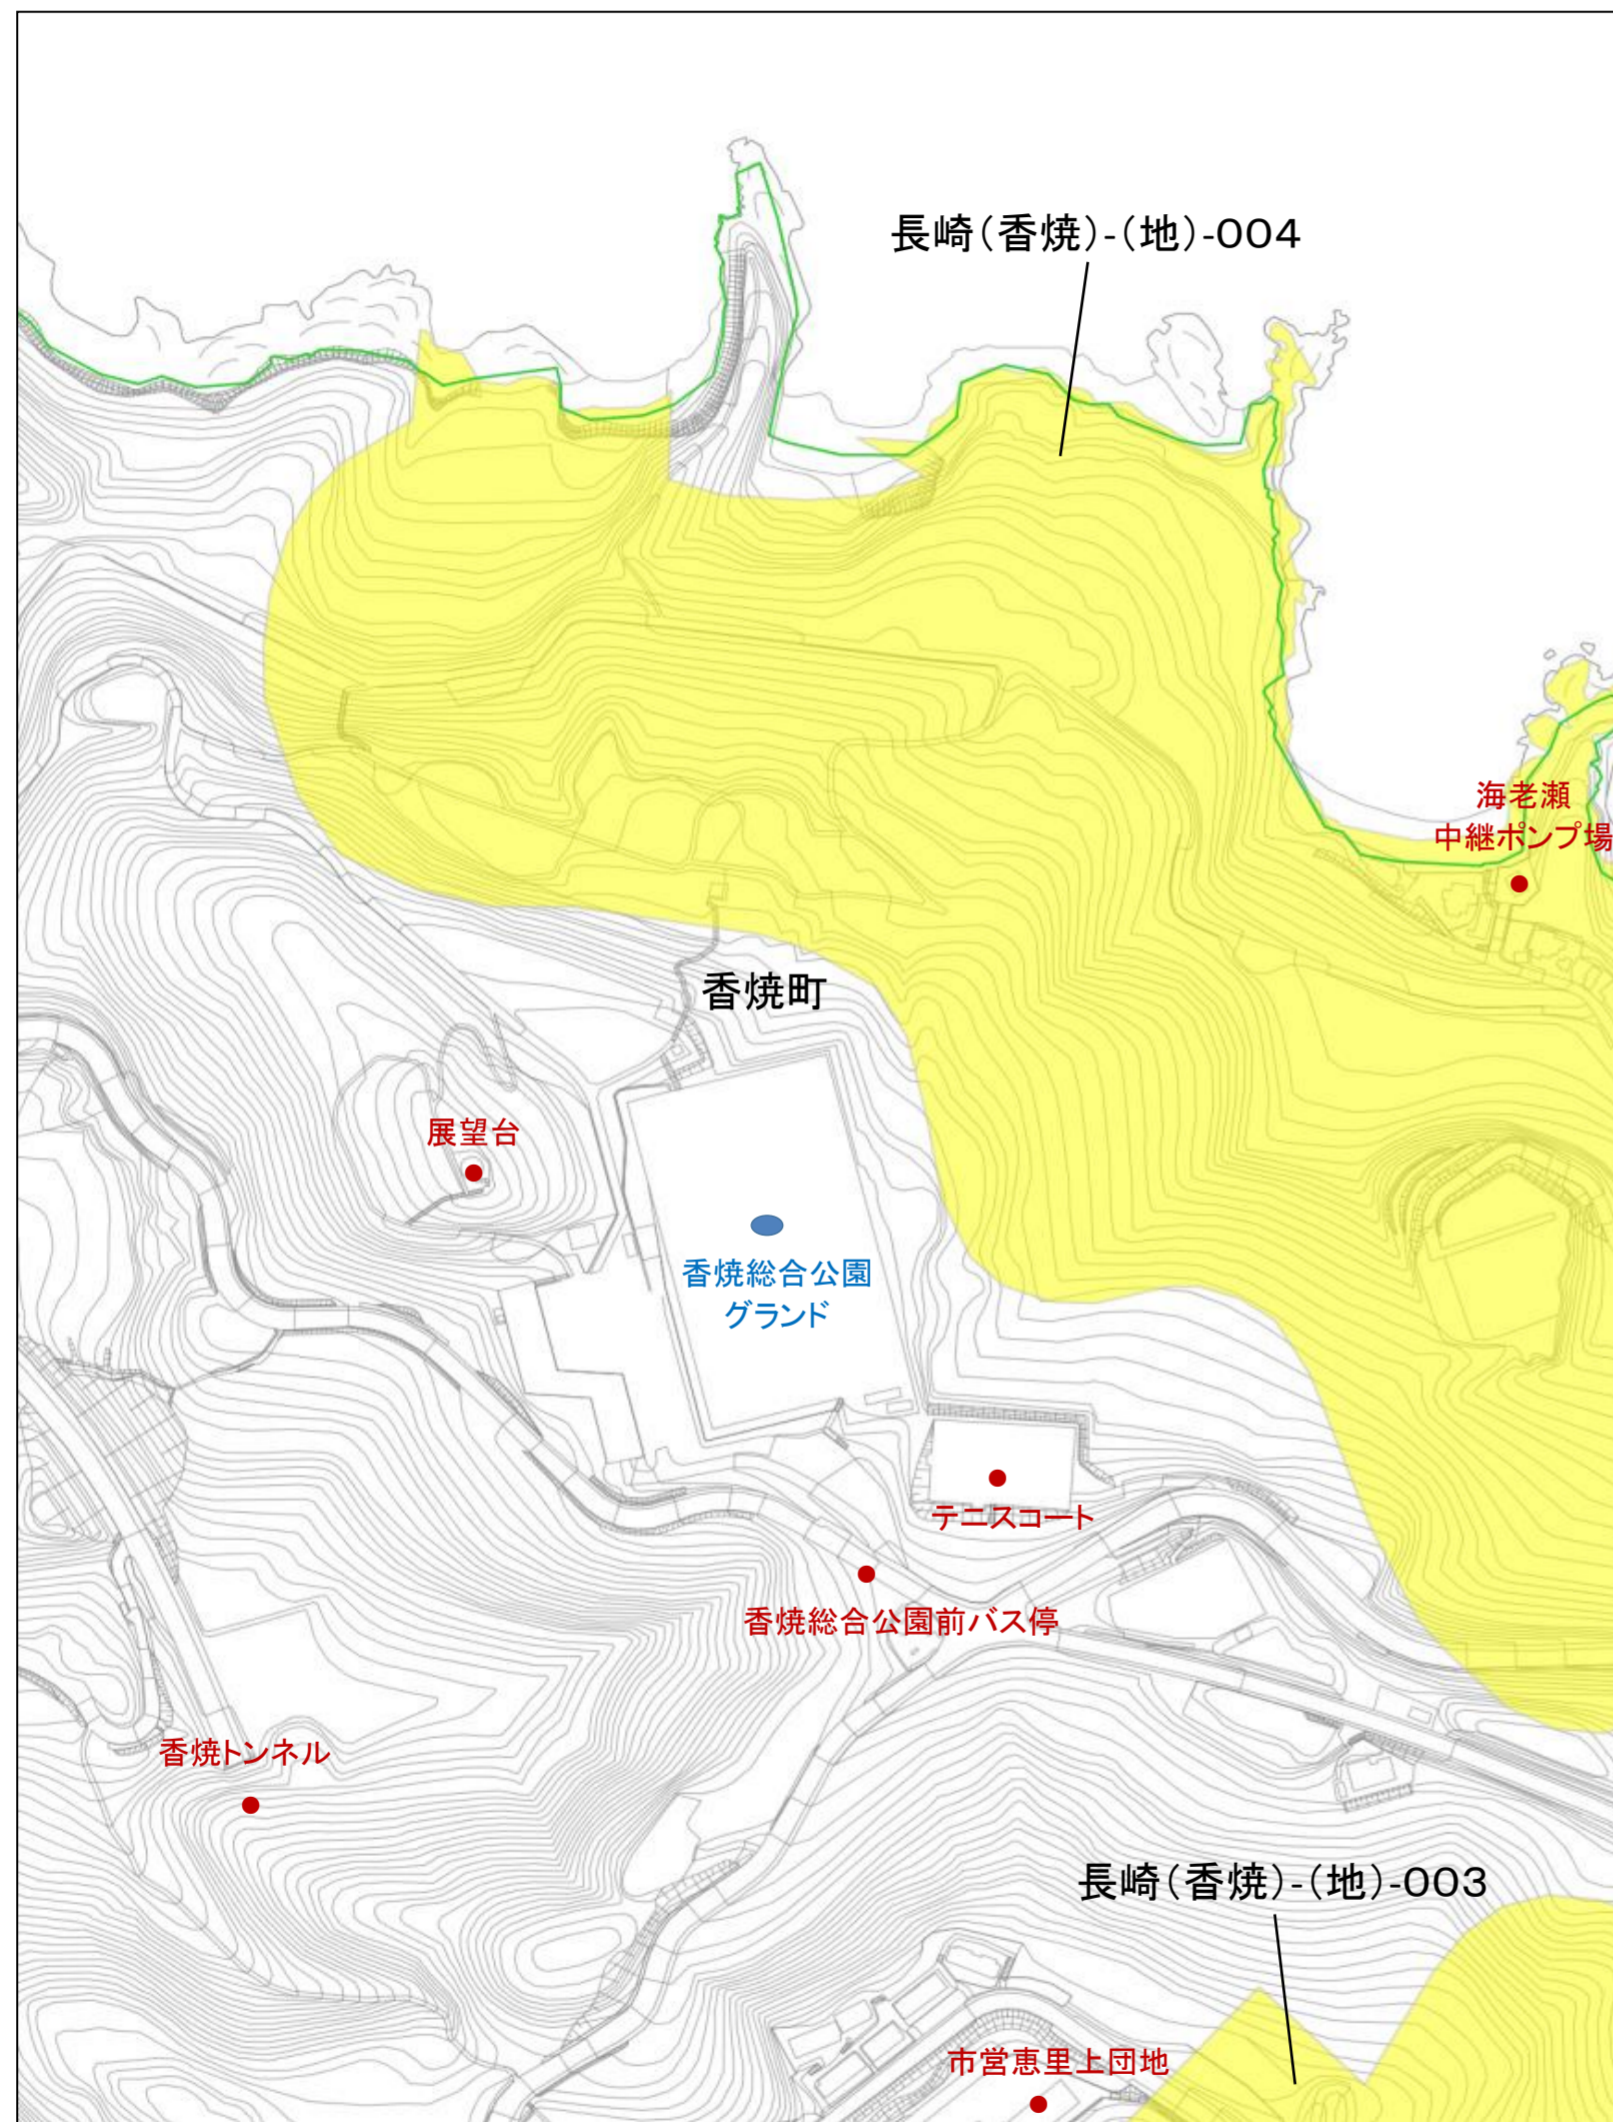 長崎(香焼)-(地)-004
海老瀬
中継ポンプ場
香焼町
展望台
香焼総合公園
グランド
テニスコート
香焼総合公園前バス停
香焼トンネル
長崎(香焼)-(地)-003
市営恵里上団地